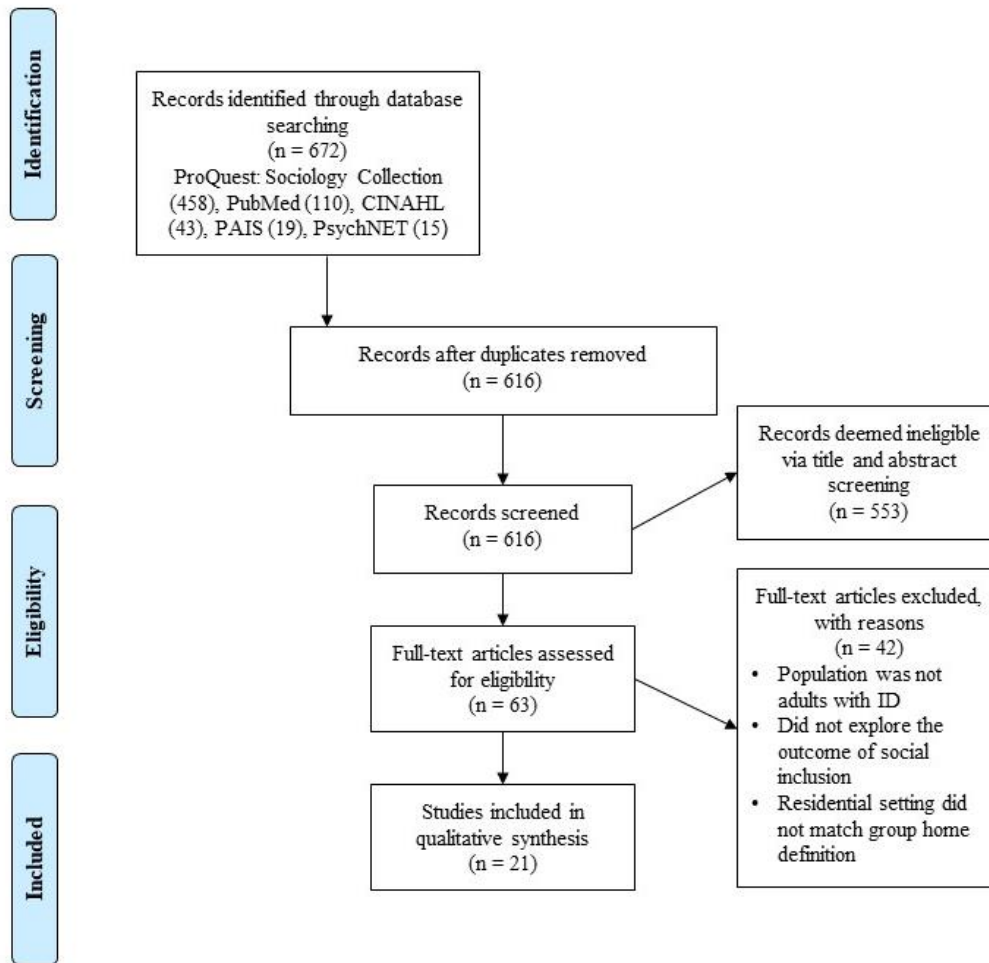 Identification
Records identified through database
searching
(n = 672)
ProQuest: Sociology Collection
(458), PubMed (110), CINAHL
(43), PAIS (19), PsychNET (15)
Screening
Records after duplicates removed
(n = 616)
Records screened
(n = 616)
Records deemed ineligible
via title and abstract
screening
(n = 553)
Eligibility
Full-text articles assessed
for eligibility
(n = 63)
Full-text articles excluded,
with reasons
(n = 42)
• Population was not
adults with ID
• Did not explore the
outcome of social
inclusion
• Residential setting did
not match group home
definition
Included
Studies included in
qualitative synthesis
(n = 21)